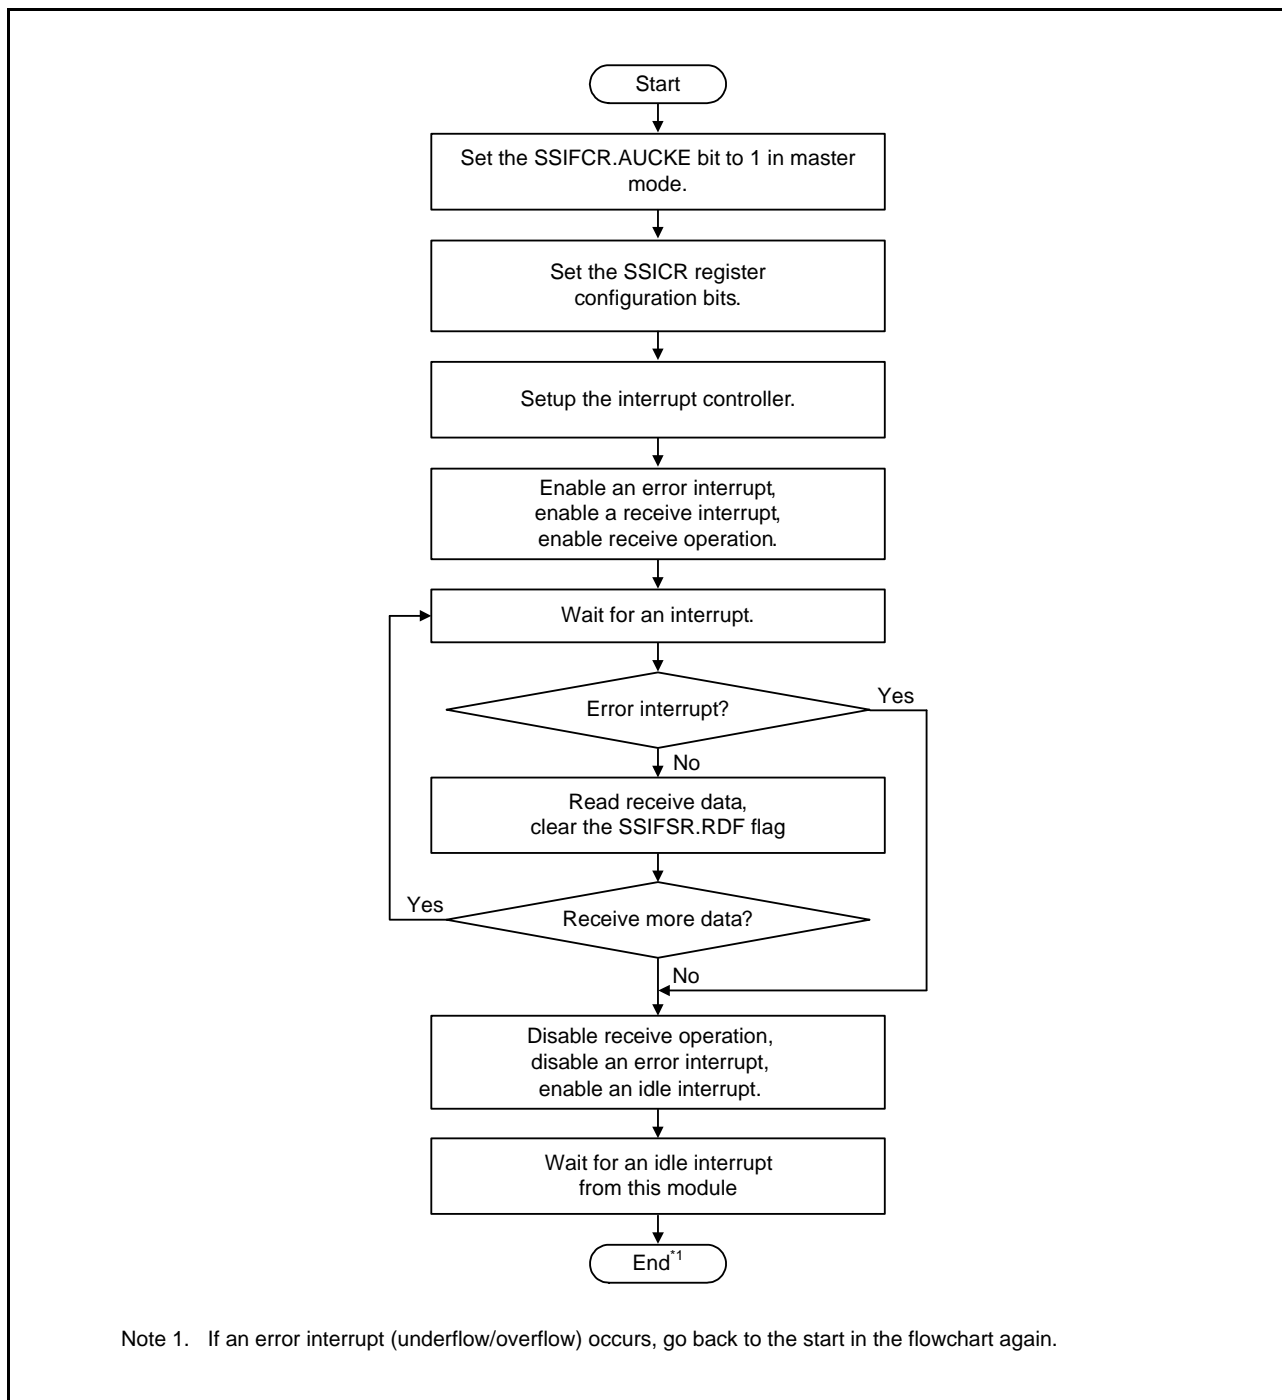 Start
Set the SSIFCR.AUCKE bit to 1 in master
mode.
Set the SSICR register
configuration bits.
Setup the interrupt controller.
Enable an error interrupt,
enable a receive interrupt,
enable receive operation.
Wait for an interrupt.
Error interrupt?
Yes
No
Read receive data,
clear the SSIFSR.RDF flag
Yes
Receive more data?
No
Disable receive operation,
disable an error interrupt,
enable an idle interrupt.
Wait for an idle interrupt
from this module
End*1
Note 1. If an error interrupt (underflow/overflow) occurs, go back to the start in the flowchart again.